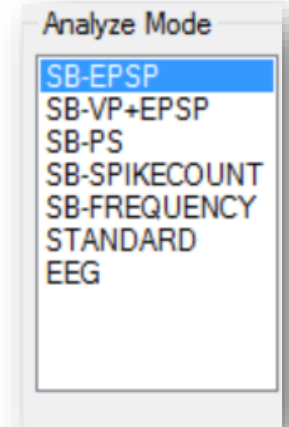 Analyze Mode
SB-EPSP
SB-VP+EPSP
SB-PS
SB-SPIKECOUNT
SB-FREQUENCY
STANDARD
EEG